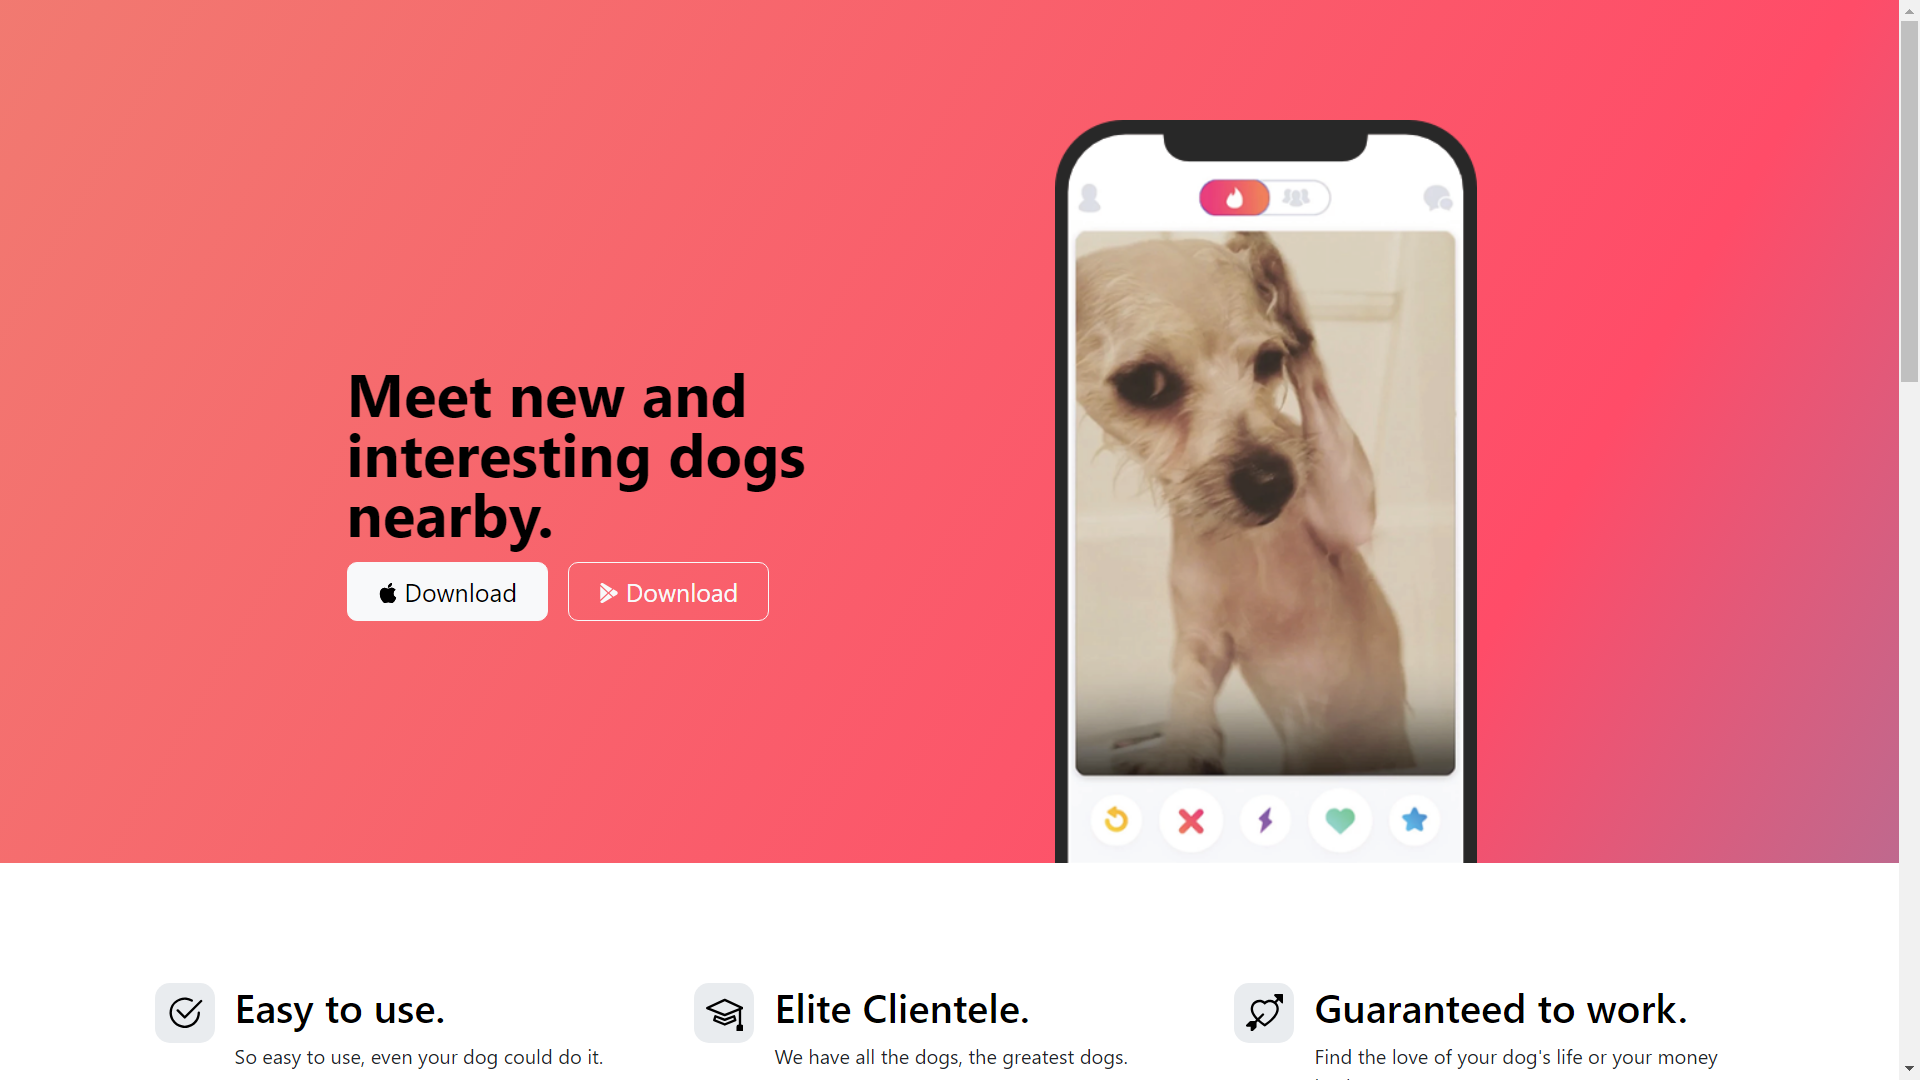 Meet new and
interesting dogs
nearby.
Download
Download
Easy to use.
So easy to use, even your dog could do it.
Elite Clientele.
We have all the dogs, the greatest dogs.
Guaranteed to work.
Find the love of your dog's life or your money